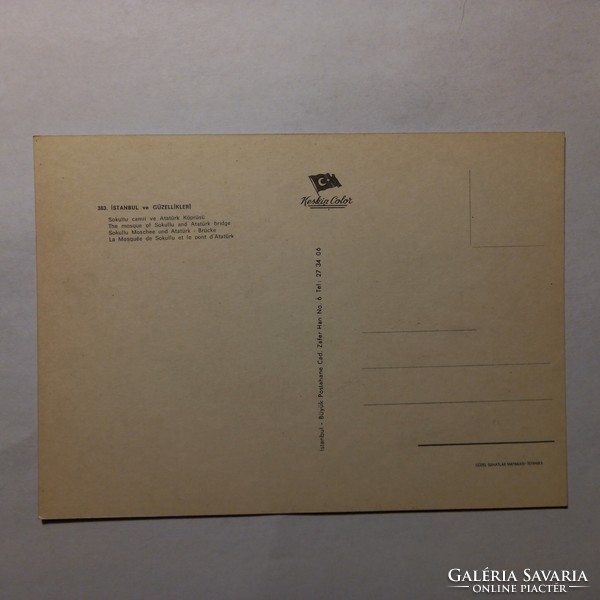 383. İSTANBUL ve GÜZELLİKLERİ
Sokullu camii ve Atatürk Köprüsü
The mosque of Sokullu and Atatürk bridge
Sokullu Moschee und Atatürk - Brücke
La Mosquée de Sokullu et le pont d'Atatürk
Keskin Color
İstanbul - Büyük Postahane Cad. Zafer Han No. 6 Tel: 27 34 06
GALÉRIA SAVARIA
ONLINE PIACTÉR